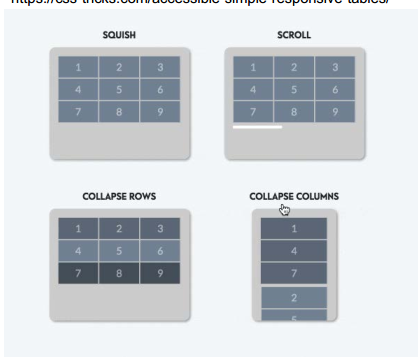 https://css-tricks.com/accessible-simple-responsive-tables/
SQUISH
1 2 3
4 5 6
7 8 9
SCROLL
1 2 3
4 5 6
7 8 9
COLLAPSE ROWS
1 2 3
4 5 6
7 8 9
COLLAPSE COLUMNS
1
4
7
2
5